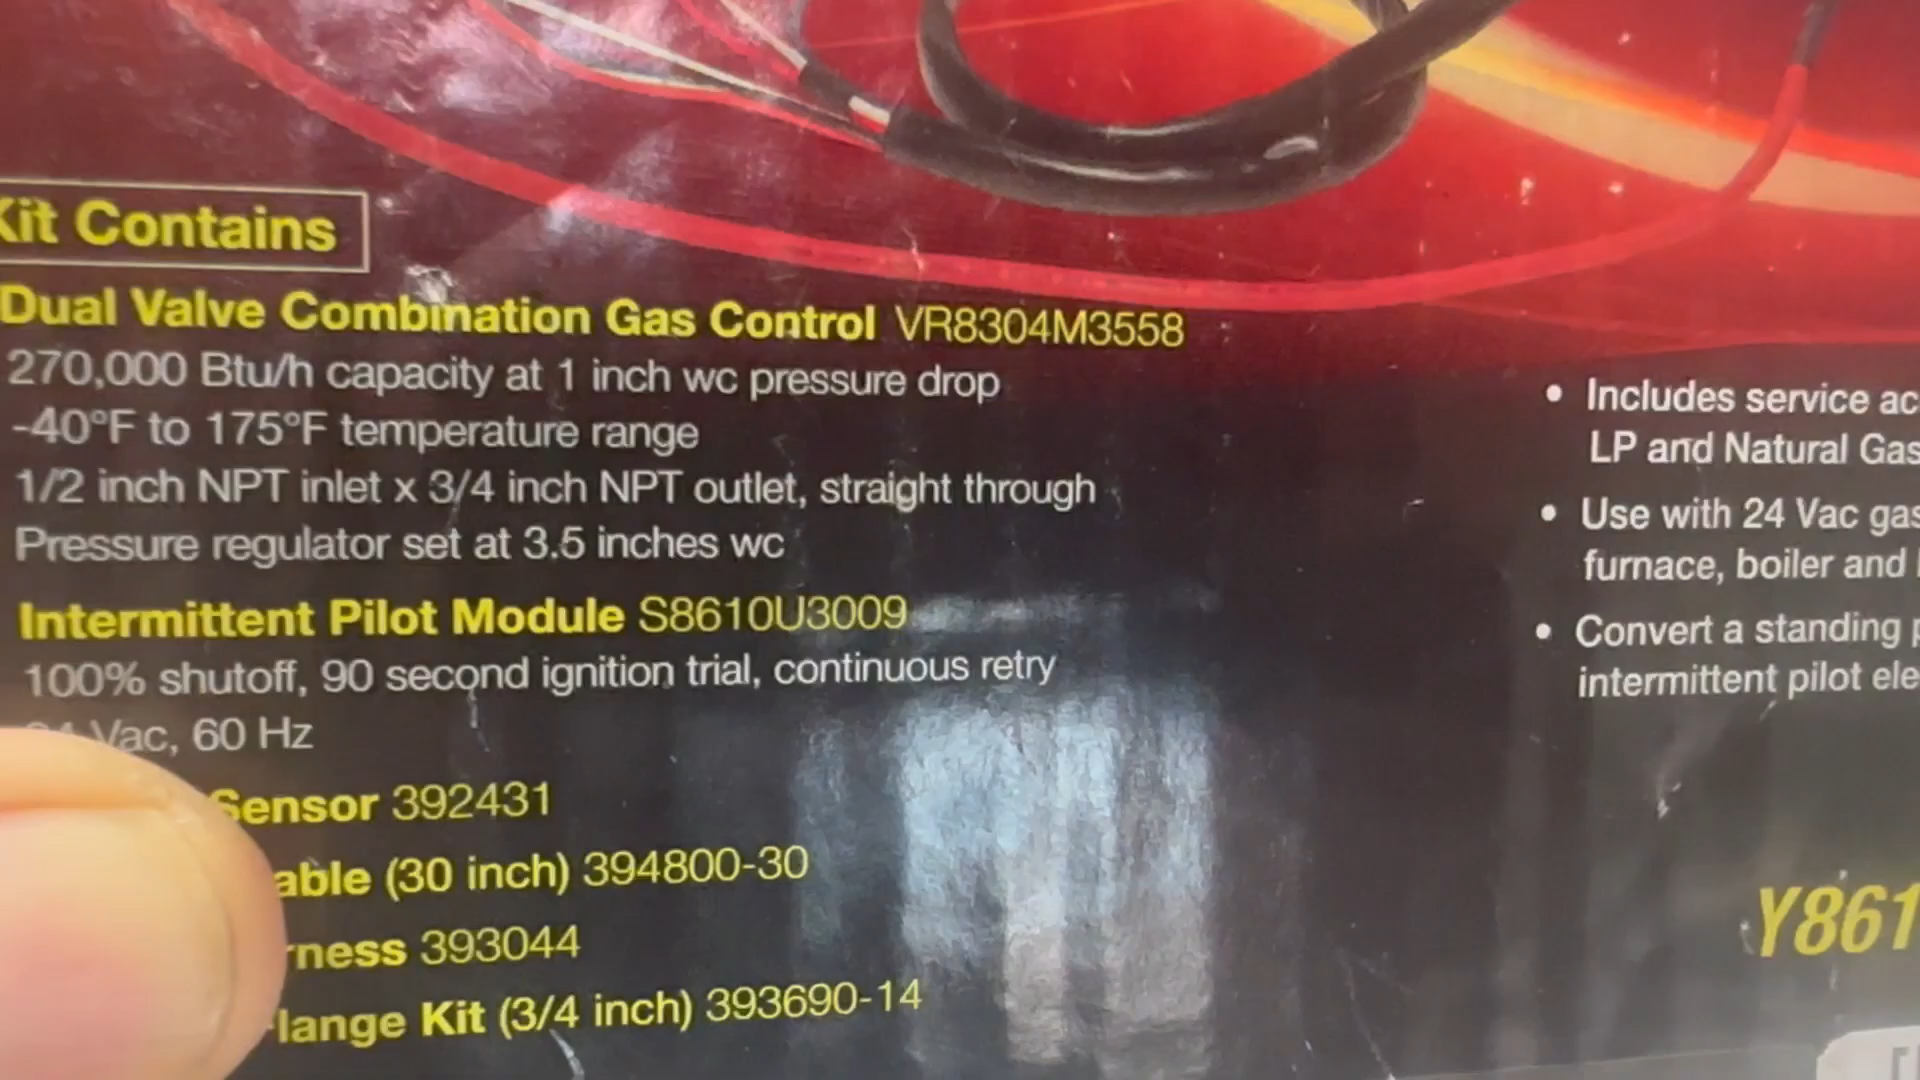 Kit Contains
Dual Valve Combination Gas Control VR8304M3558
270,000 Btu/h capacity at 1 inch wc pressure drop
-40°F to 175°F temperature range
1/2 inch NPT inlet x 3/4 inch NPT outlet, straight through
Pressure regulator set at 3.5 inches wc
Intermittent Pilot Module S8610U3009
100% shutoff, 90 second ignition trial, continuous retry
24 Vac, 60 Hz
Sensor 392431
able (30 inch) 394800-30
rness 393044
lange Kit (3/4 inch) 393690-14
• Includes service ac
LP and Natural Gas
• Use with 24 Vac gas
furnace, boiler and
• Convert a standing p
intermittent pilot ele
Y861